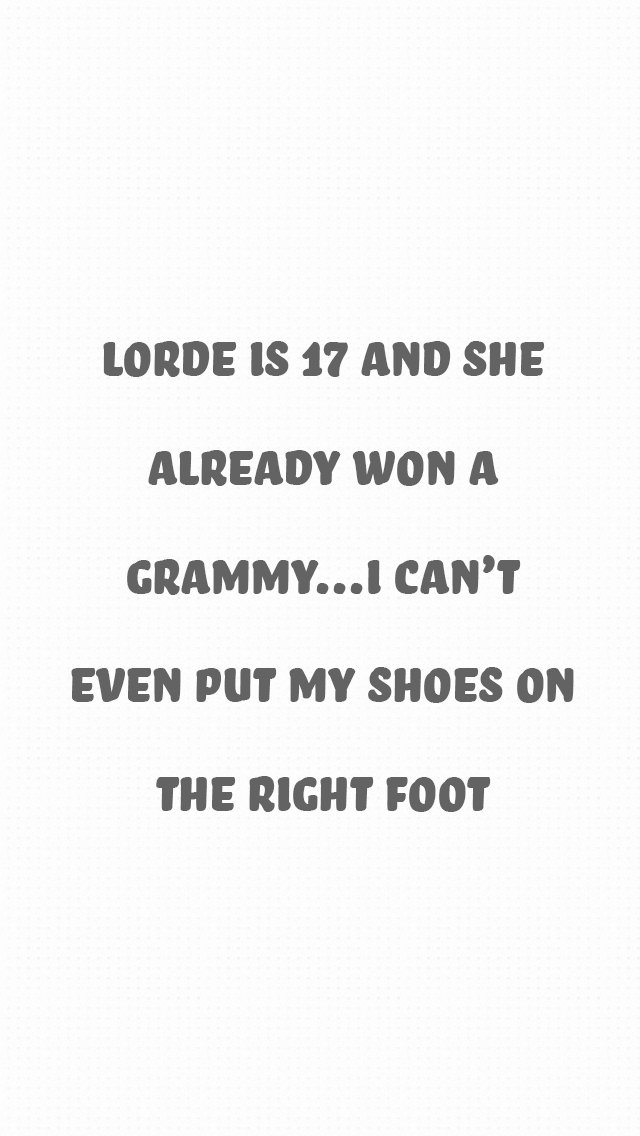 LORDE IS 17 AND SHE
ALREADY WON A
GRAMMY...I CAN’T
EVEN PUT MY SHOES ON
THE RIGHT FOOT